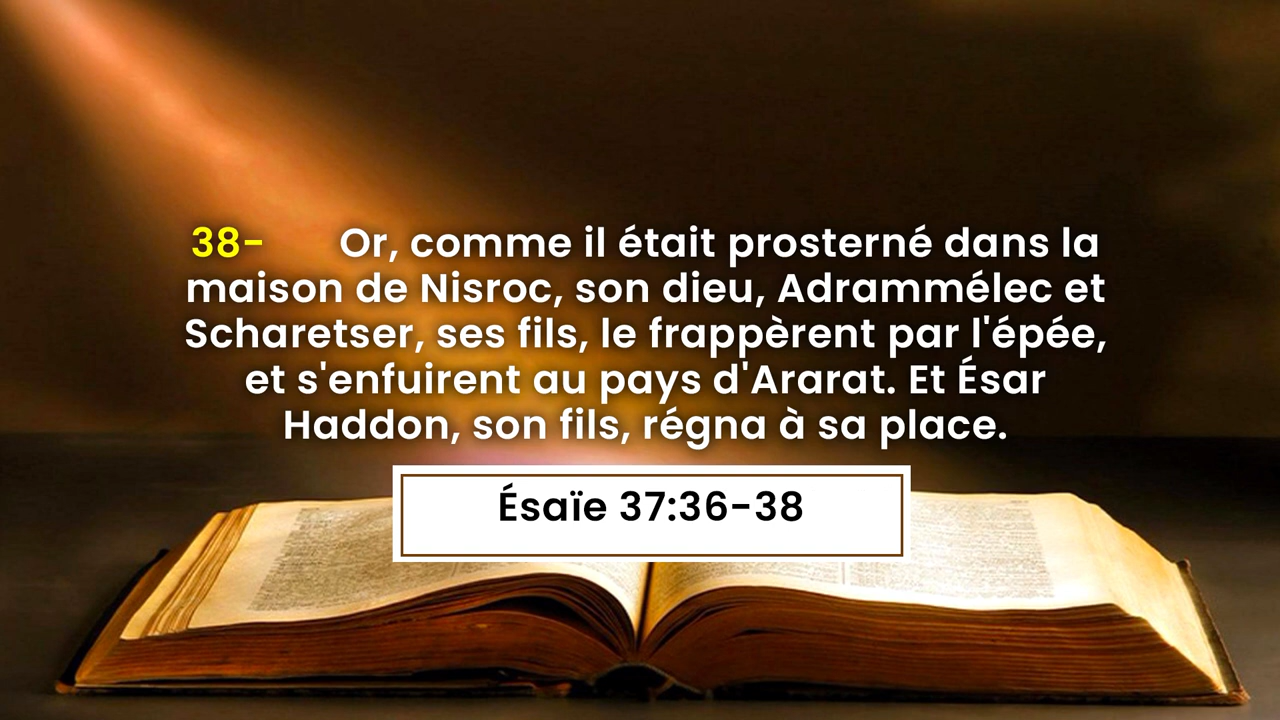 38- Or, comme il était prosterné dans la
maison de Nisroc, son dieu, Adrammélec et
Scharetser, ses fils, le frappèrent par l'épée,
et s'enfuirent au pays d'Ararat. Et Ésar
Haddon, son fils, régna à sa place.
Ésaïe 37:36-38